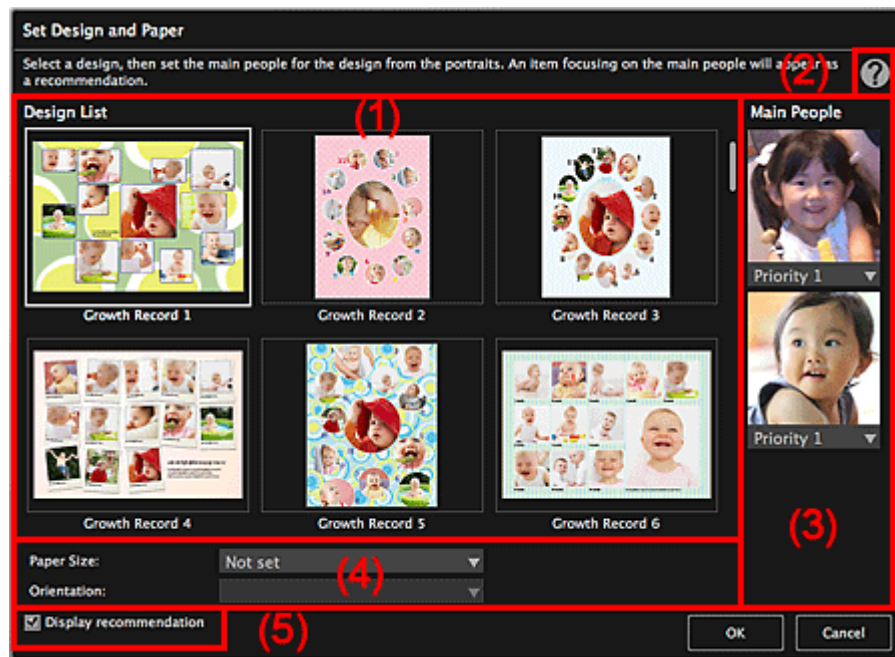 Set Design and Paper
Select a design, then set the main people for the design from the portraits. An item focusing on the main people will appear as
a recommendation.
(2)
?
Design List
(1)
Main People
Priority 1
Growth Record 1
Growth Record 2
Growth Record 3
Priority 1
Growth Record 4
Growth Record 5
Growth Record 6
(3)
Paper Size:
Not set
(4)
Orientation:
Display recommendation
(5)
OK
Cancel